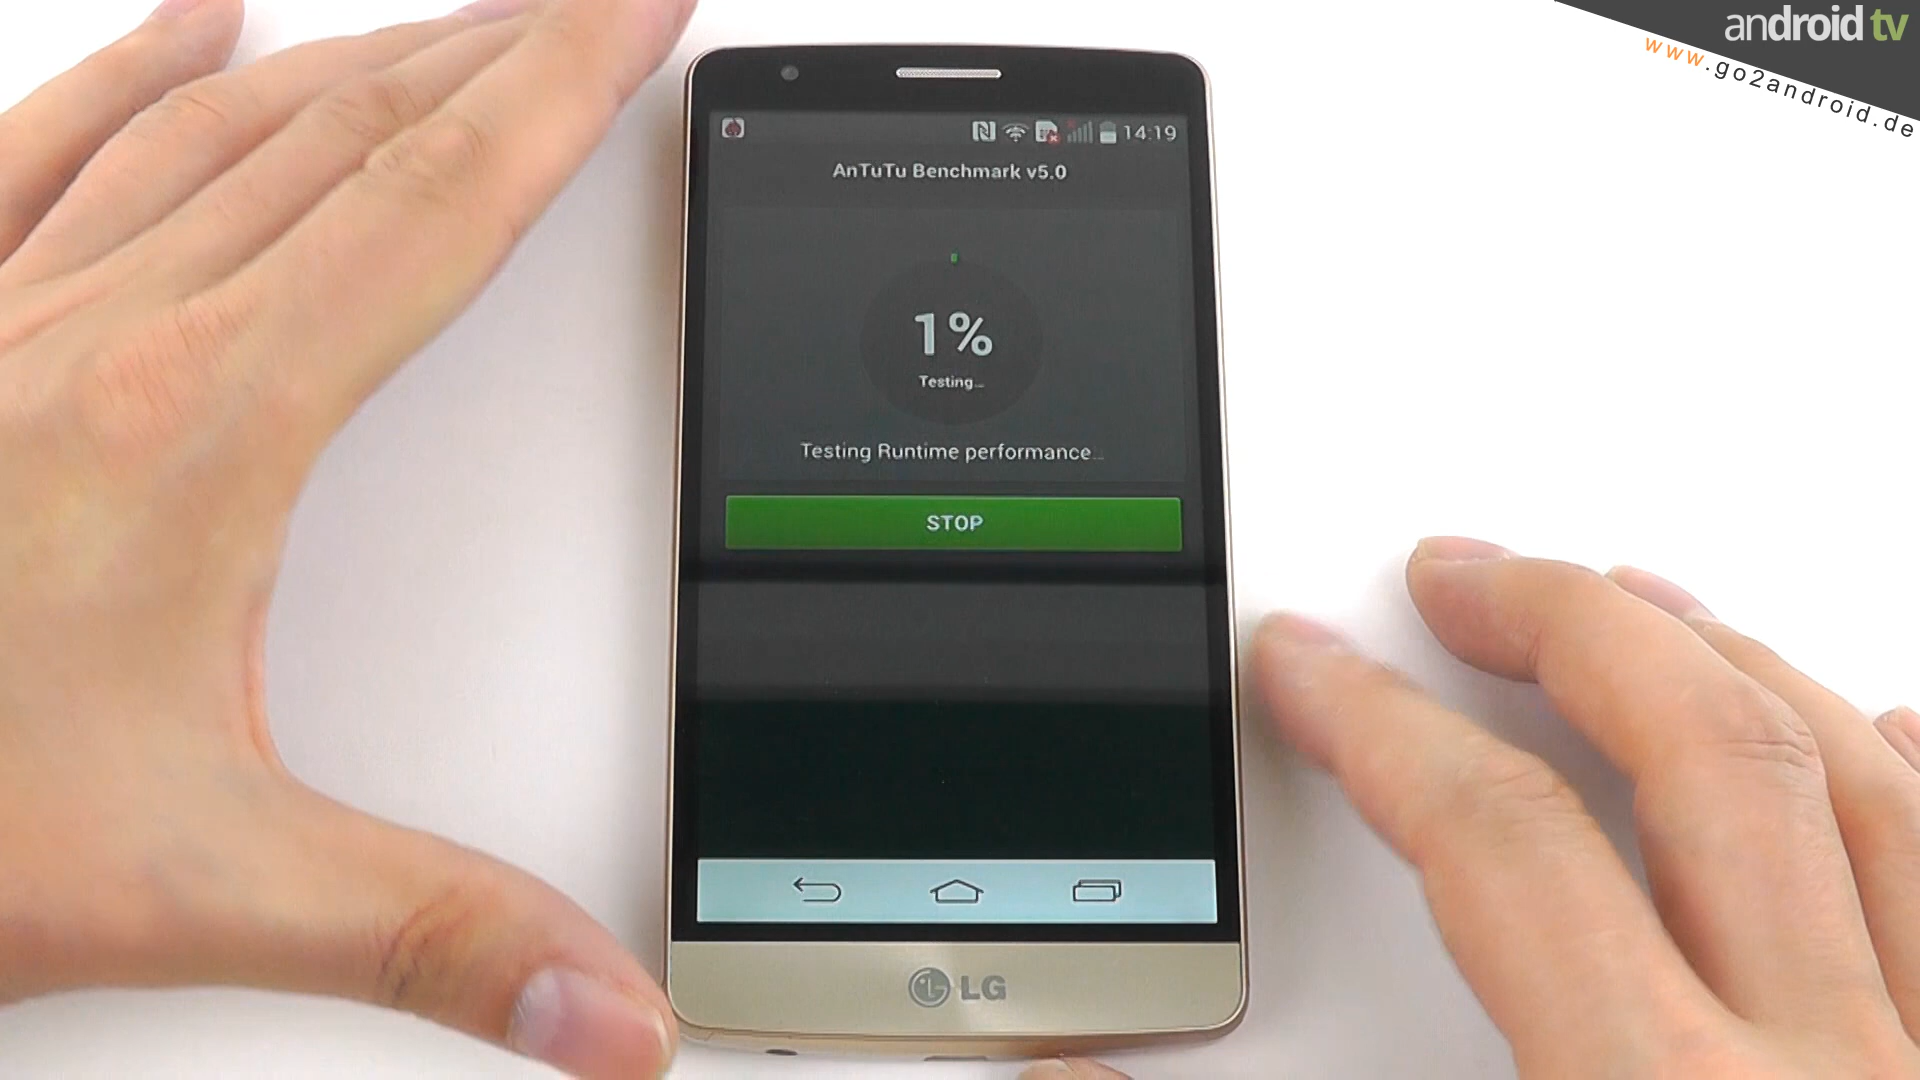 android tv
www.go2android.de
14:19
AnTuTu Benchmark v5.0
1%
Testing...
Testing Runtime performance...
STOP
LG